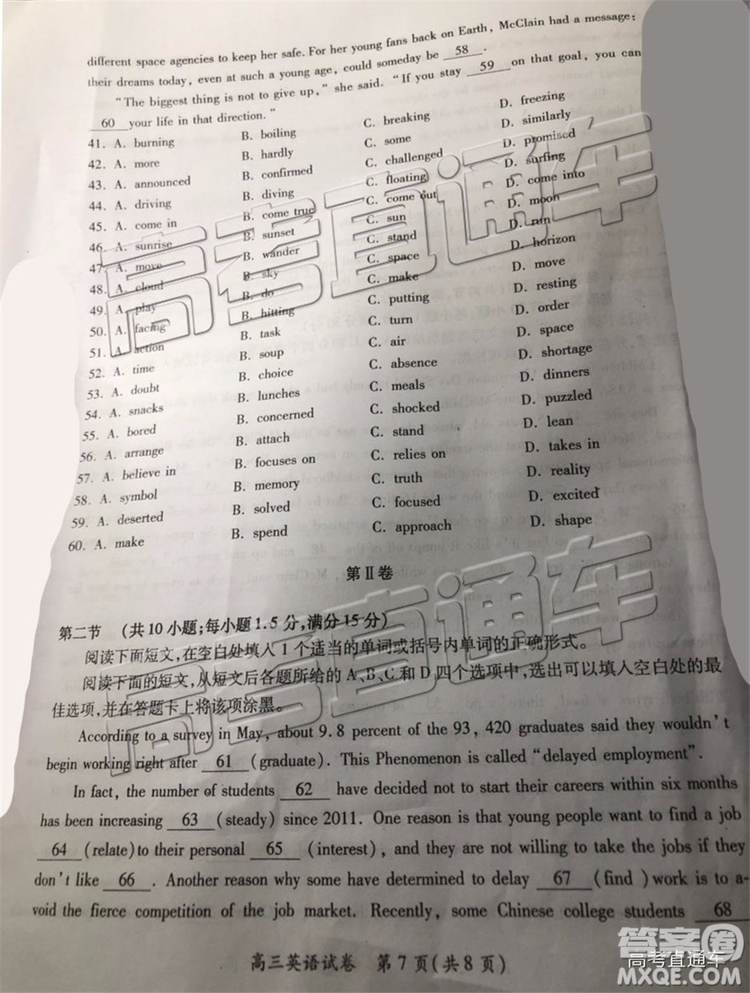 different space agencies to keep her safe. For her young fans back on Earth, McClain had a message:
their dreams today, even at such a young age, could someday be 58 .
"The biggest thing is not to give up," she said. "If you stay 59 on that goal, you can
60 your life in that direction."
41. A. burning B. boiling C. breaking D. freezing
42. A. more B. hardly C. some D. similarly
43. A. announced B. confirmed C. challenged D. promised
44. A. driving B. diving C. floating D. surfing
45. A. come in B. come true C. come out D. come into
46. A. sunrise B. sunset C. sun D. moon
47. A. move B. wander C. stand D. run
48. A. cloud B. sky C. space D. horizon
49. A. play B. do C. make D. move
50. A. facing B. hitting C. putting D. resting
51. A. action B. task C. turn D. order
52. A. time B. soup C. air D. space
53. A. doubt B. choice C. absence D. shortage
54. A. snacks B. lunches C. meals D. dinners
55. A. bored B. concerned C. shocked D. puzzled
56. A. arrange B. attach C. stand D. lean
57. A. believe in B. focuses on C. relies on D. takes in
58. A. symbol B. memory C. truth D. reality
59. A. deserted B. solved C. focused D. excited
60. A. make B. spend C. approach D. shape
第Ⅱ卷
第二节 (共10小题;每小题1.5分,满分15分)
阅读下面短文,在空白处填入1个适当的单词或括号内单词的正确形式。
阅读下面的短文,从短文后各题所给的A、B、C和D四个选项中,选出可以填入空白处的最
佳选项,并在答题卡上将该项涂黑。
According to a survey in May, about 9.8 percent of the 93, 420 graduates said they wouldn't
begin working right after 61 (graduate). This Phenomenon is called "delayed employment".
In fact, the number of students 62 have decided not to start their careers within six months
has been increasing 63 (steady) since 2011. One reason is that young people want to find a job
64 (relate)to their personal 65 (interest), and they are not willing to take the jobs if they
don't like 66 . Another reason why some have determined to delay 67 (find )work is to a-
void the fierce competition of the job market. Recently, some Chinese college students 68
高三英语试卷 第7页(共8页)
高考直通车
高考直通车
高考直通车
答案圈
MXQE.COM